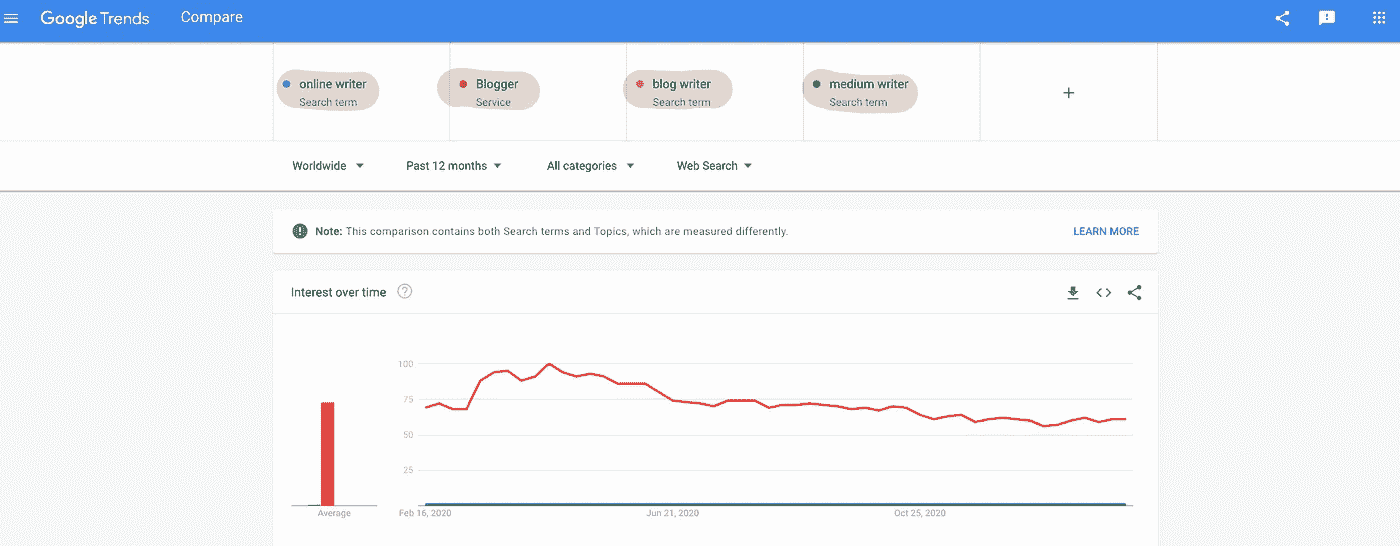 Google Trends Compare
online writer Blogger blog writer medium writer
Search term Service Search term Search term
+
Worldwide Past 12 months All categories Web Search
Note: This comparison contains both Search terms and Topics, which are measured differently. LEARN MORE
Interest over time ?
100
75
50
25
Average Feb 16, 2020 Jun 21, 2020 Oct 25, 2020